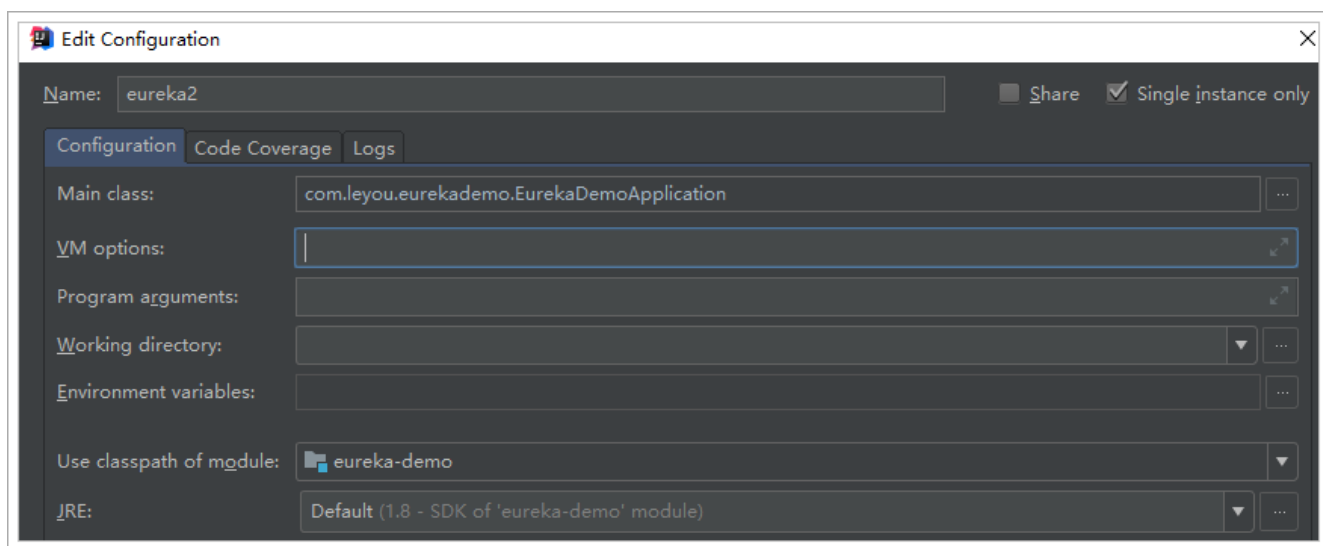 Edit Configuration
Name: eureka2 Share Single instance only
Configuration Code Coverage Logs
Main class: com.leyou.eurekademo.EurekaDemoApplication ...
VM options:
Program arguments:
Working directory: ...
Environment variables: ...
Use classpath of module: eureka-demo
JRE: Default (1.8 - SDK of 'eureka-demo' module) ...